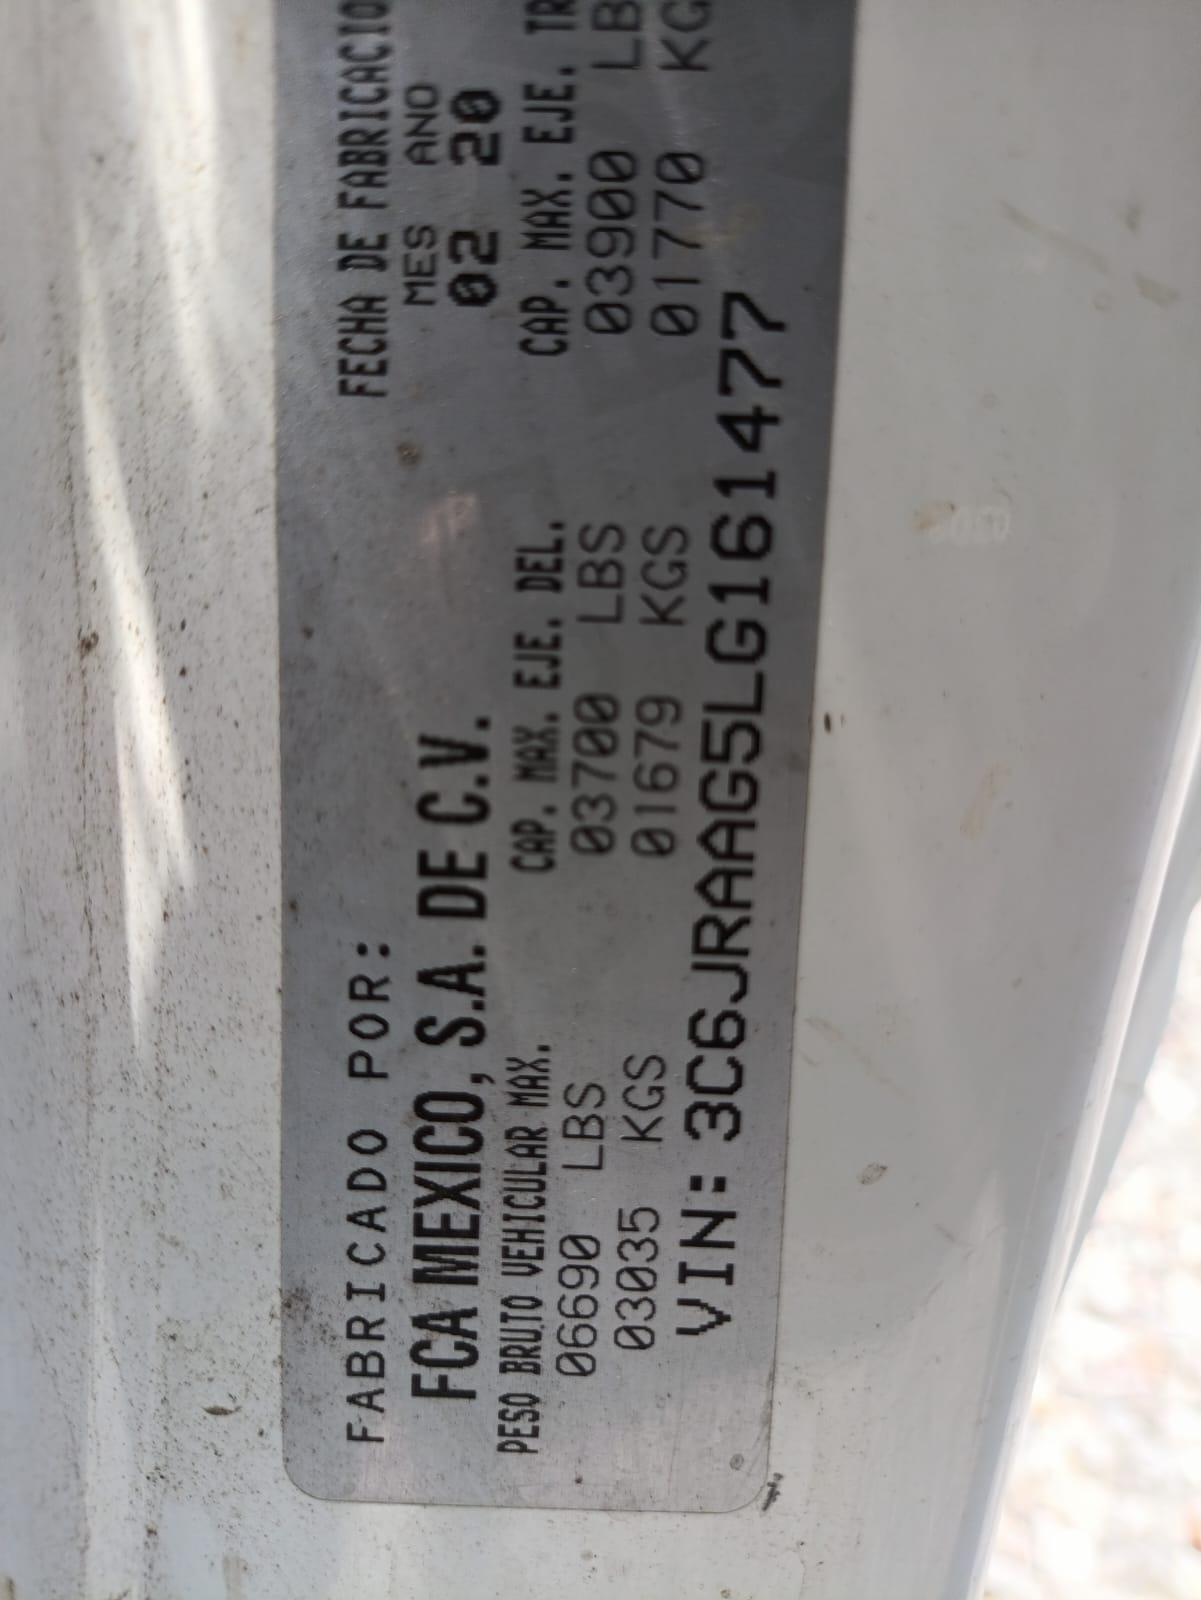 FABRICADO POR:
FECHA DE FABRICACIO
FCA MEXICO, S.A. DE C.V.
MES ANO
02 20
PESO BRUTO VEHICULAR MAX.
CAP. MAX. EJE. DEL.
CAP. MAX. EJE. TR
06690 LBS
03700 LBS
03900 LB
03035 KGS
01679 KGS
01770 KG
VIN: 3C6JRAAG5LG161477